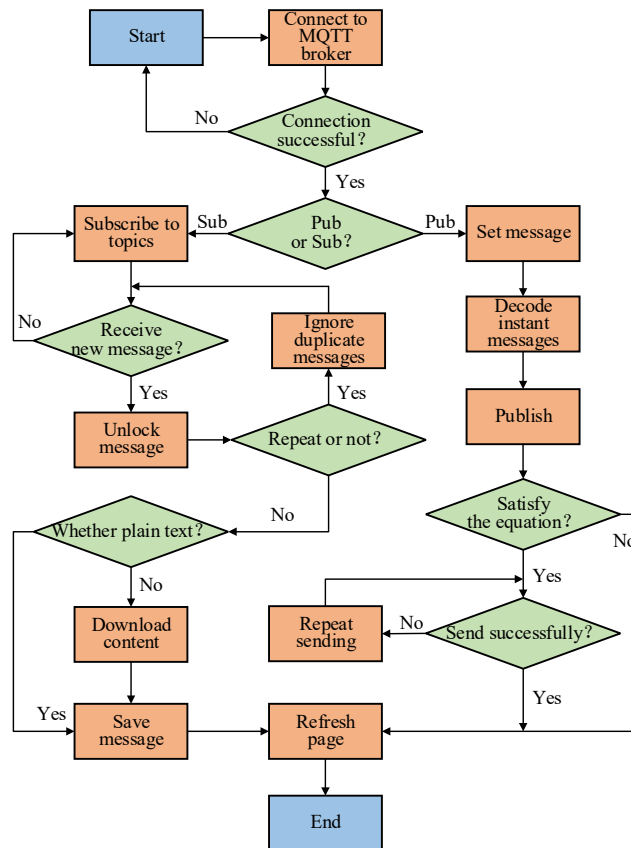 Start
Connect to
MQTT
broker
No
Connection
successful?
Yes
Subscribe to
topics
Sub
Pub
or Sub?
Pub
Set message
No
Receive
new message?
Ignore
duplicate
messages
Decode
instant
messages
Yes
Yes
Unlock
message
Repeat or not?
Publish
No
Whether plain text?
Satisfy
the equation?
No
No
Yes
Download
content
Repeat
sending
No
Send successfully?
Yes
Yes
Save
message
Refresh
page
End